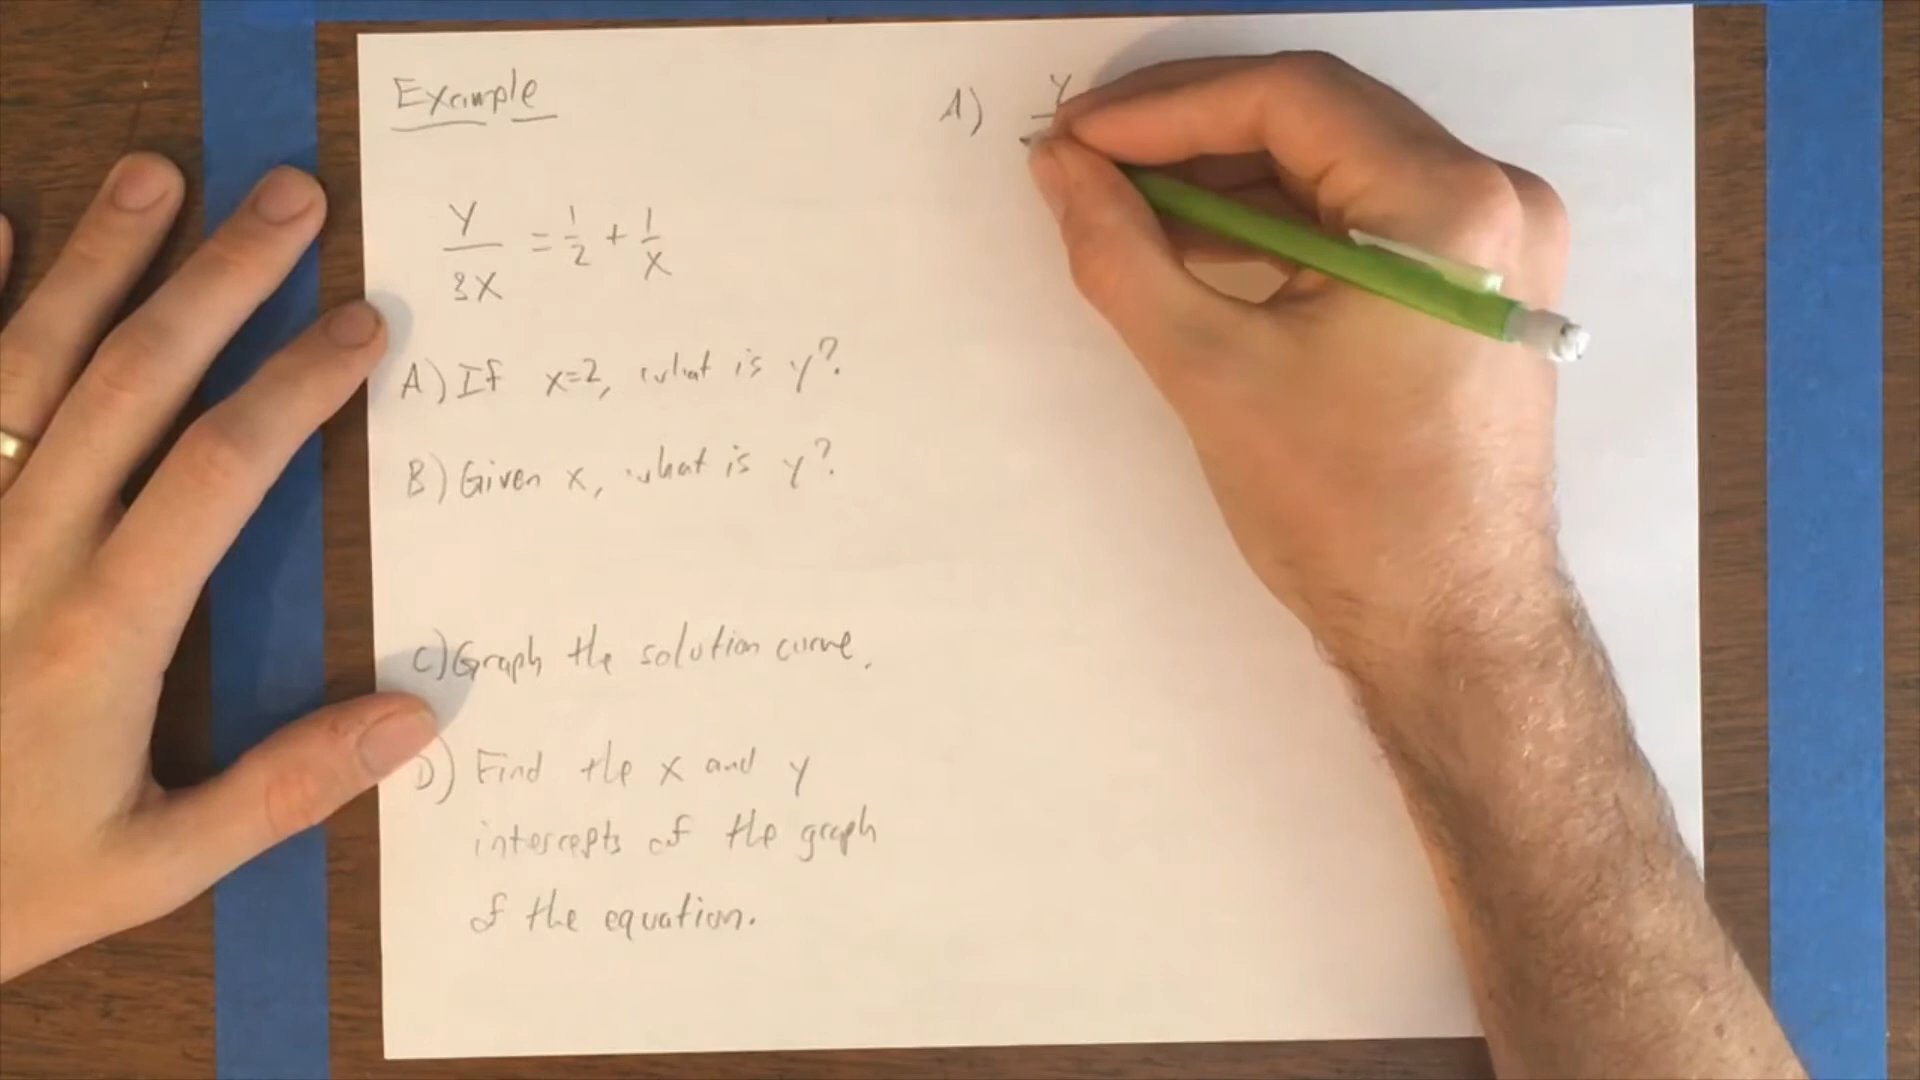 Example
y/3x = 1/2 + 1/x
A) If x=2, what is y?
B) Given x, what is y?
C) Graph the solution curve.
D) Find the x and y
intercepts of the graph
of the equation.
A) y